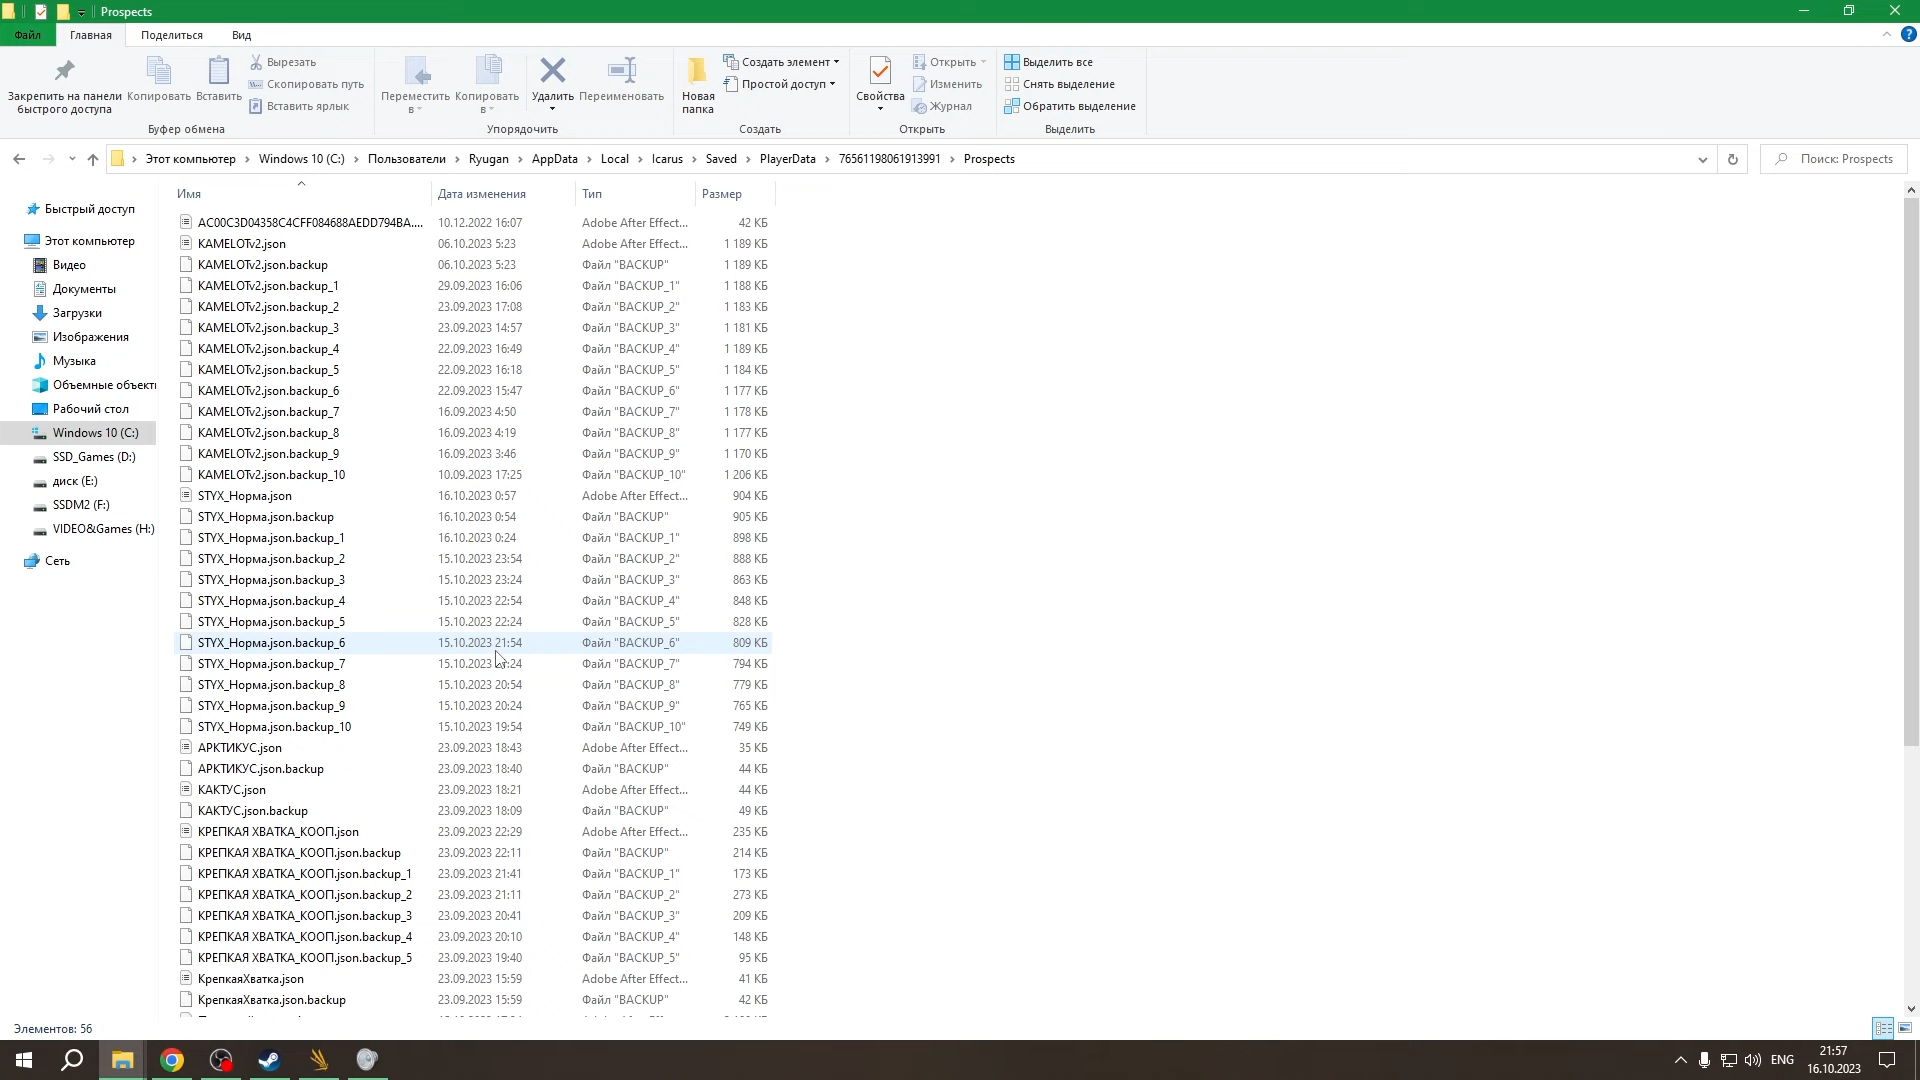 Prospects
Файл Главная Поделиться Вид
Закрепить на панели быстрого доступа
Копировать
Вставить
Вырезать
Скопировать путь
Вставить ярлык
Буфер обмена
Переместить в
Копировать в
Удалить
Переименовать
Упорядочить
Новая папка
Создать элемент
Простой доступ
Создать
Свойства
Открыть
Изменить
Журнал
Открыть
Выделить все
Снять выделение
Обратить выделение
Выделить
Этот компьютер › Windows 10 (C:) › Пользователи › Ryugan › AppData › Local › Icarus › Saved › PlayerData › 76561198061913991 › Prospects
Поиск: Prospects
Быстрый доступ
Этот компьютер
Видео
Документы
Загрузки
Изображения
Музыка
Объемные объекты
Рабочий стол
Windows 10 (C:)
SSD_Games (D:)
диск (E:)
SSDM2 (F:)
VIDEO&Games (H:)
Сеть
Имя Дата изменения Тип Размер
AC00C3D04358C4CFF084688AEDD794BA.... 10.12.2022 16:07 Adobe After Effect... 42 КБ
KAMELOTv2.json 06.10.2023 5:23 Adobe After Effect... 1 189 КБ
KAMELOTv2.json.backup 06.10.2023 5:23 Файл "BACKUP" 1 189 КБ
KAMELOTv2.json.backup_1 29.09.2023 16:06 Файл "BACKUP_1" 1 188 КБ
KAMELOTv2.json.backup_2 23.09.2023 17:08 Файл "BACKUP_2" 1 183 КБ
KAMELOTv2.json.backup_3 23.09.2023 14:57 Файл "BACKUP_3" 1 181 КБ
KAMELOTv2.json.backup_4 22.09.2023 16:49 Файл "BACKUP_4" 1 189 КБ
KAMELOTv2.json.backup_5 22.09.2023 16:18 Файл "BACKUP_5" 1 184 КБ
KAMELOTv2.json.backup_6 22.09.2023 15:47 Файл "BACKUP_6" 1 177 КБ
KAMELOTv2.json.backup_7 16.09.2023 4:50 Файл "BACKUP_7" 1 178 КБ
KAMELOTv2.json.backup_8 16.09.2023 4:19 Файл "BACKUP_8" 1 177 КБ
KAMELOTv2.json.backup_9 16.09.2023 3:46 Файл "BACKUP_9" 1 170 КБ
KAMELOTv2.json.backup_10 10.09.2023 17:25 Файл "BACKUP_10" 1 206 КБ
STYX_Норма.json 16.10.2023 0:57 Adobe After Effect... 904 КБ
STYX_Норма.json.backup 16.10.2023 0:54 Файл "BACKUP" 905 КБ
STYX_Норма.json.backup_1 16.10.2023 0:24 Файл "BACKUP_1" 898 КБ
STYX_Норма.json.backup_2 15.10.2023 23:54 Файл "BACKUP_2" 888 КБ
STYX_Норма.json.backup_3 15.10.2023 23:24 Файл "BACKUP_3" 863 КБ
STYX_Норма.json.backup_4 15.10.2023 22:54 Файл "BACKUP_4" 848 КБ
STYX_Норма.json.backup_5 15.10.2023 22:24 Файл "BACKUP_5" 828 КБ
STYX_Норма.json.backup_6 15.10.2023 21:54 Файл "BACKUP_6" 809 КБ
STYX_Норма.json.backup_7 15.10.2023 :24 Файл "BACKUP_7" 794 КБ
STYX_Норма.json.backup_8 15.10.2023 20:54 Файл "BACKUP_8" 779 КБ
STYX_Норма.json.backup_9 15.10.2023 20:24 Файл "BACKUP_9" 765 КБ
STYX_Норма.json.backup_10 15.10.2023 19:54 Файл "BACKUP_10" 749 КБ
АРКТИКУС.json 23.09.2023 18:43 Adobe After Effect... 35 КБ
АРКТИКУС.json.backup 23.09.2023 18:40 Файл "BACKUP" 44 КБ
КАКТУС.json 23.09.2023 18:21 Adobe After Effect... 44 КБ
КАКТУС.json.backup 23.09.2023 18:09 Файл "BACKUP" 49 КБ
КРЕПКАЯ ХВАТКА_КООП.json 23.09.2023 22:29 Adobe After Effect... 235 КБ
КРЕПКАЯ ХВАТКА_КООП.json.backup 23.09.2023 22:11 Файл "BACKUP" 214 КБ
КРЕПКАЯ ХВАТКА_КООП.json.backup_1 23.09.2023 21:41 Файл "BACKUP_1" 173 КБ
КРЕПКАЯ ХВАТКА_КООП.json.backup_2 23.09.2023 21:11 Файл "BACKUP_2" 273 КБ
КРЕПКАЯ ХВАТКА_КООП.json.backup_3 23.09.2023 20:41 Файл "BACKUP_3" 209 КБ
КРЕПКАЯ ХВАТКА_КООП.json.backup_4 23.09.2023 20:10 Файл "BACKUP_4" 148 КБ
КРЕПКАЯ ХВАТКА_КООП.json.backup_5 23.09.2023 19:40 Файл "BACKUP_5" 95 КБ
КрепкаяХватка.json 23.09.2023 15:59 Adobe After Effect... 41 КБ
КрепкаяХватка.json.backup 23.09.2023 15:59 Файл "BACKUP" 42 КБ
Элементов: 56
ENG
21:57
16.10.2023